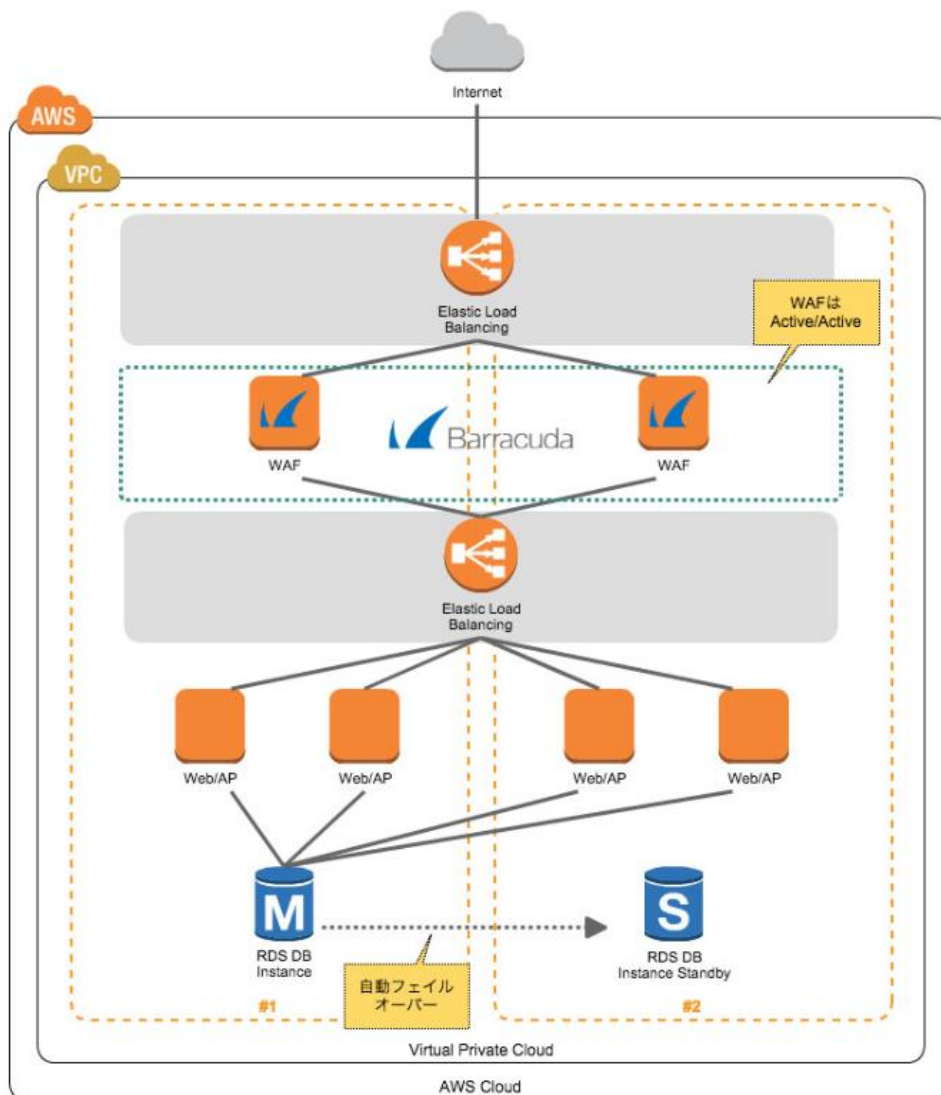 Internet
AWS
VPC
Elastic Load
Balancing
WAFは
Active/Active
WAF
Barracuda
WAF
Elastic Load
Balancing
Web/AP
Web/AP
Web/AP
Web/AP
M
S
RDS DB
Instance
RDS DB
Instance Standby
自動フェイル
オーバー
#1
#2
Virtual Private Cloud
AWS Cloud